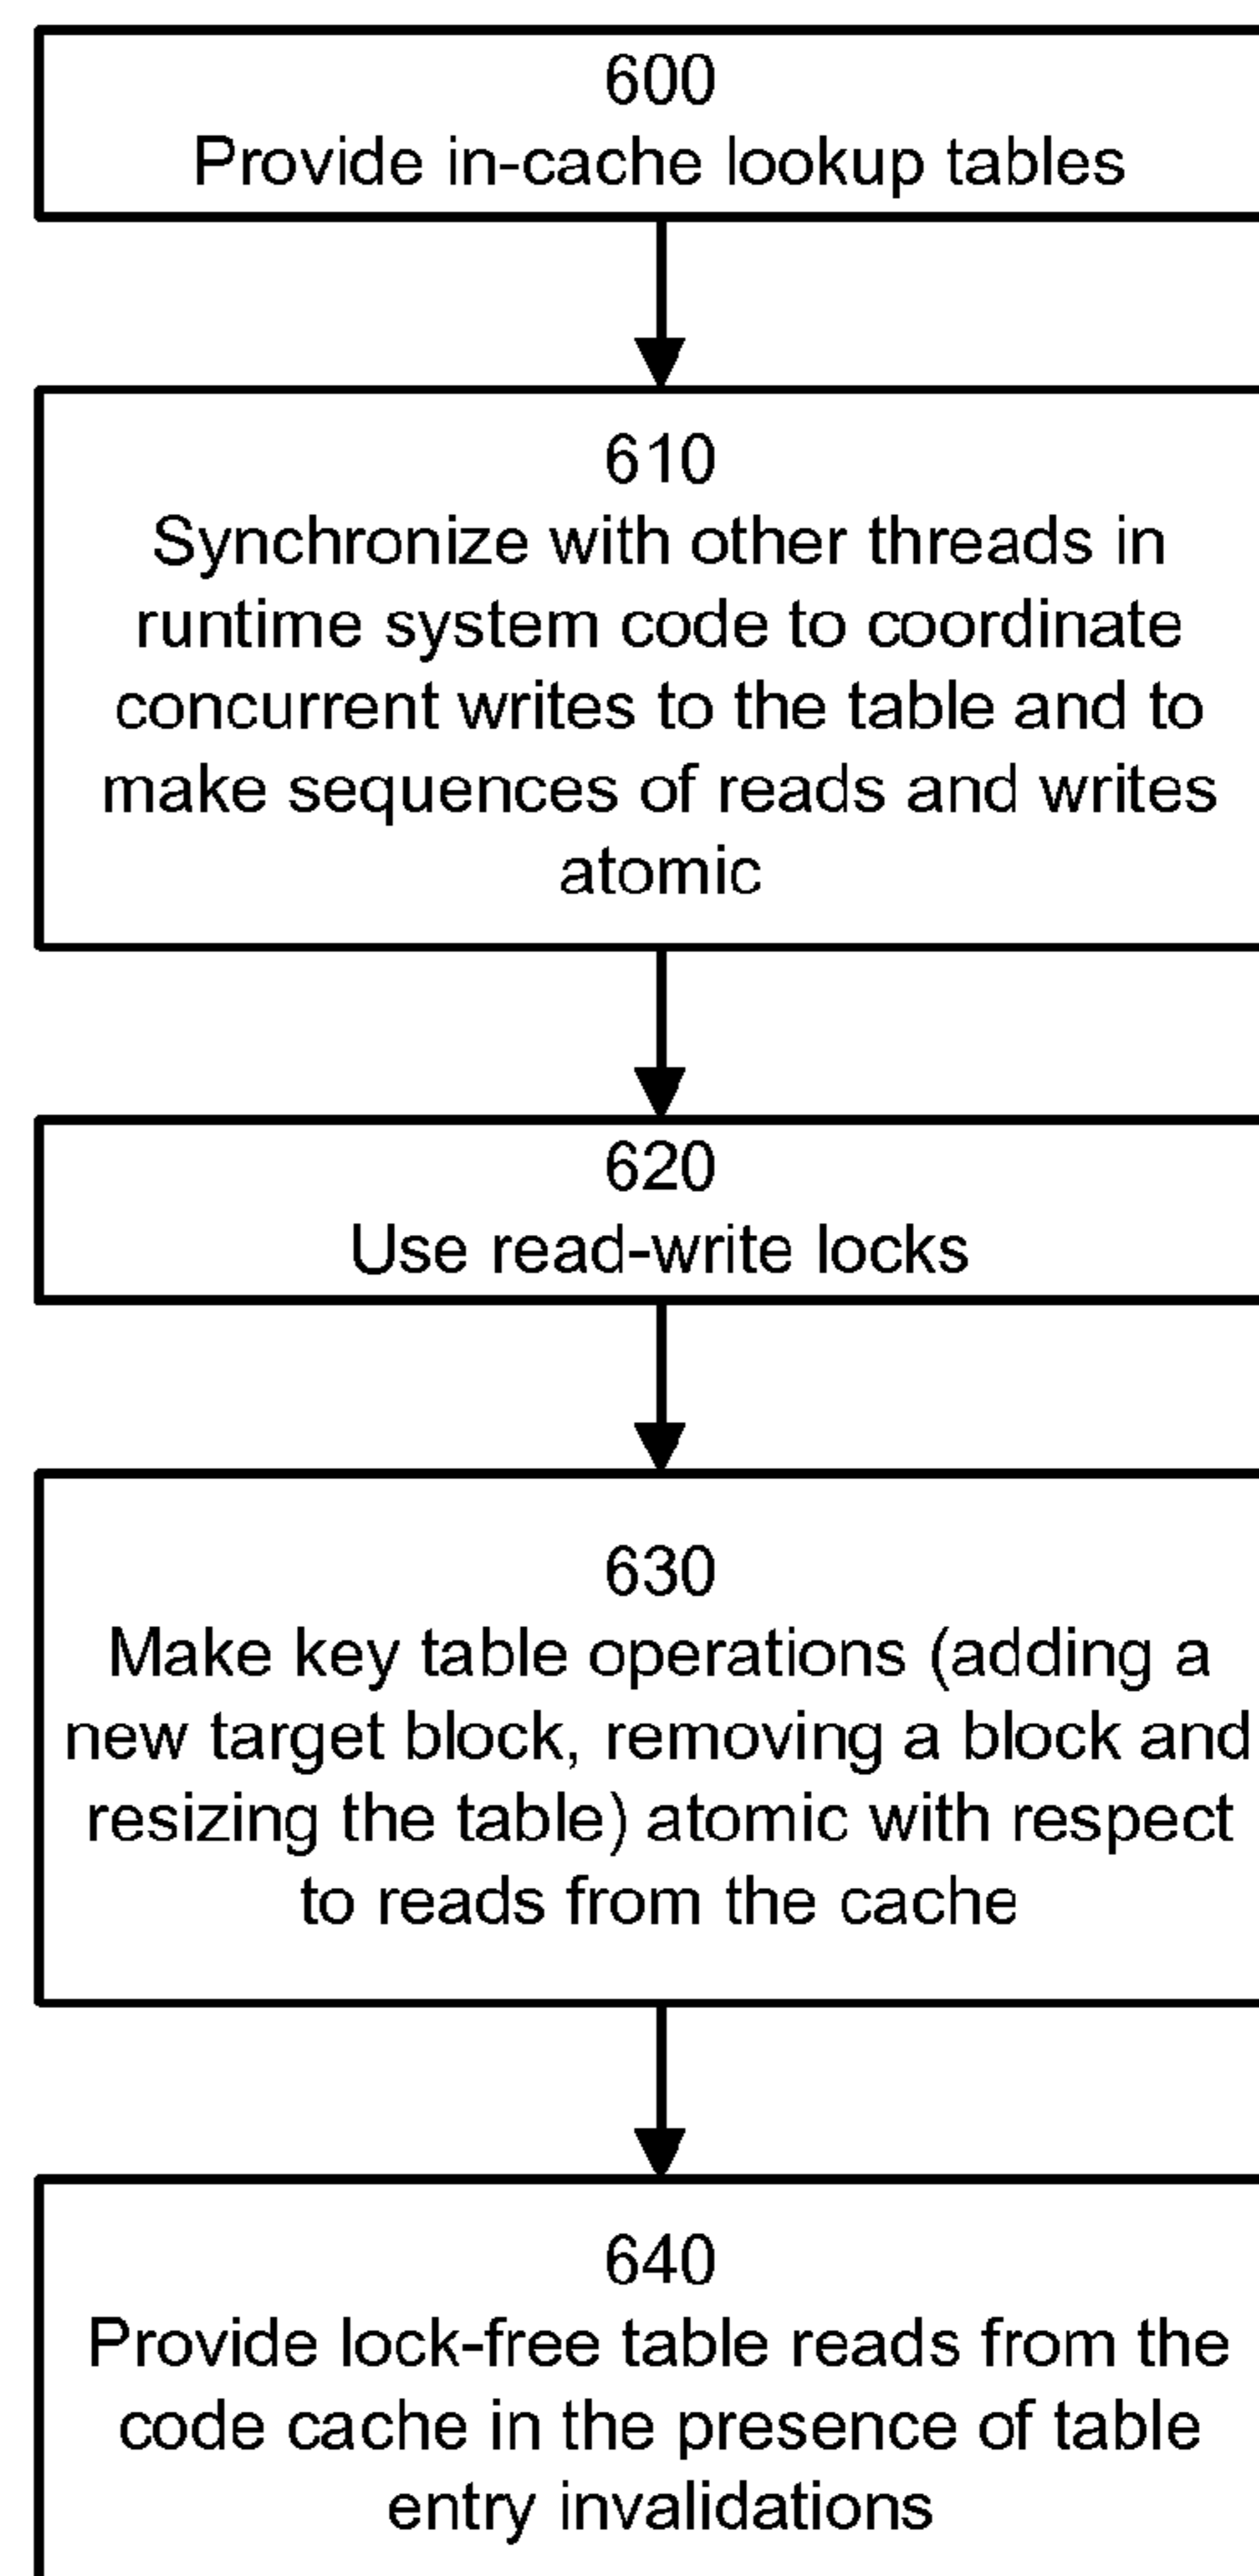 600
Provide in-cache lookup tables
610
Synchronize with other threads in
runtime system code to coordinate
concurrent writes to the table and to
make sequences of reads and writes
atomic
620
Use read-write locks
630
Make key table operations (adding a
new target block, removing a block and
resizing the table) atomic with respect
to reads from the cache
640
Provide lock-free table reads from the
code cache in the presence of table
entry invalidations